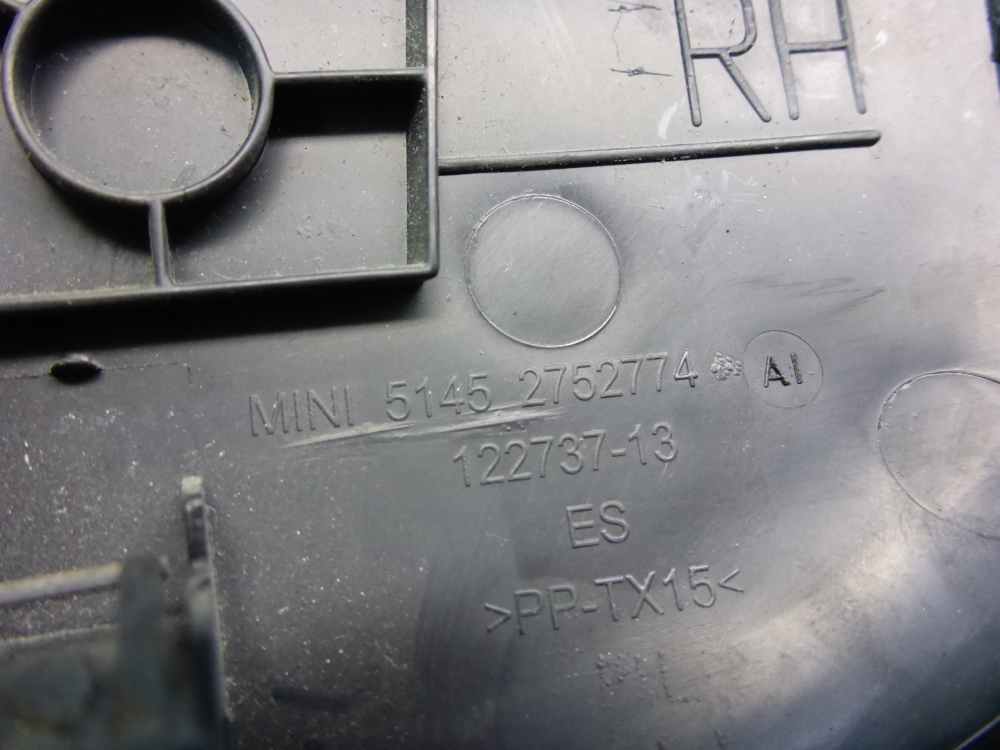 RH
MINI 5145 2752774 AI
122737-13
ES
>PP-TX15<